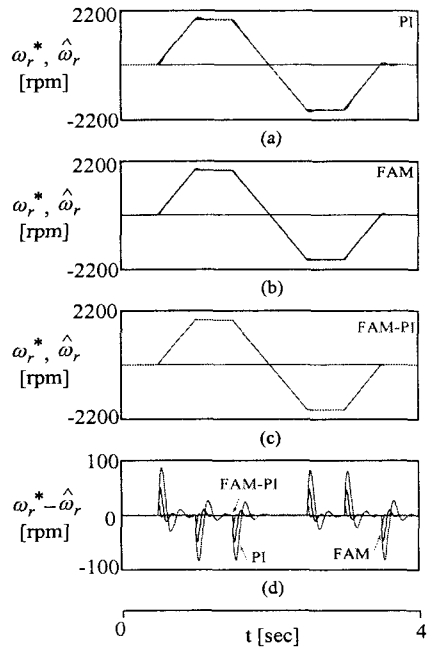 2200
PI
ω_r*, ω̂_r
[rpm]
-2200
(a)
2200
FAM
ω_r*, ω̂_r
[rpm]
-2200
(b)
2200
FAM-PI
ω_r*, ω̂_r
[rpm]
-2200
(c)
100
FAM-PI
ω_r*−ω̂_r
0
[rpm]
PI
FAM
-100
(d)
0
4
t [sec]